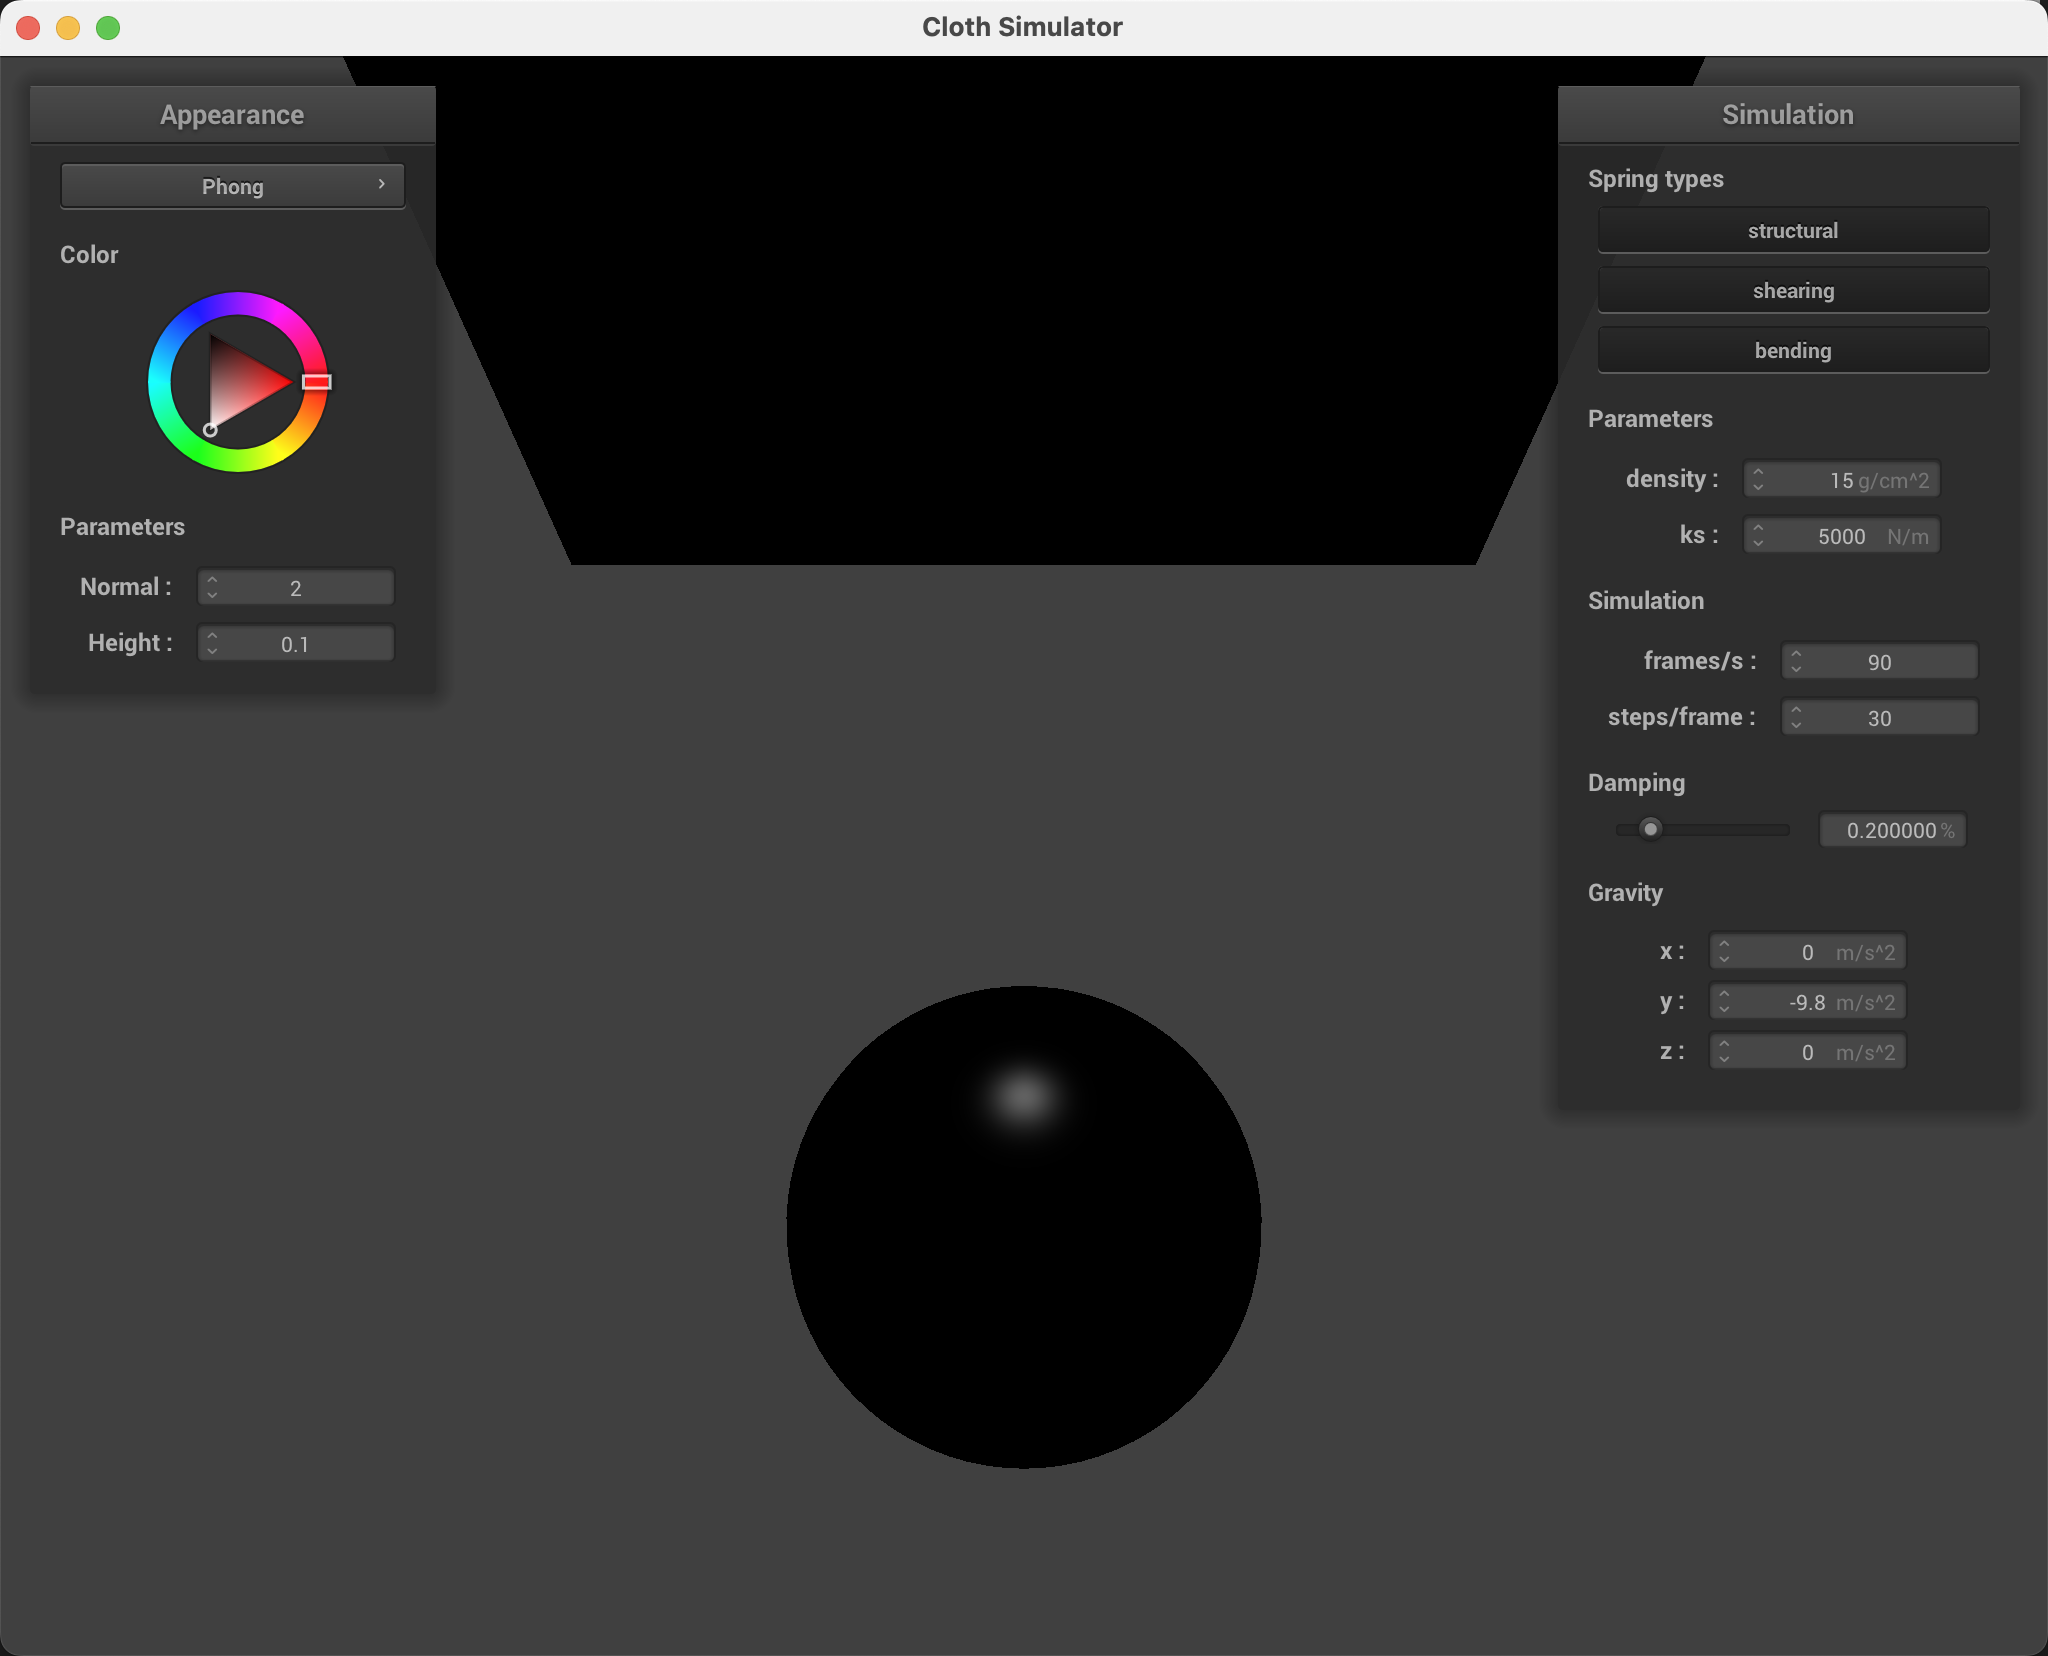 Cloth Simulator
Appearance
Phong
Color
Parameters
Normal : 2
Height : 0.1
Simulation
Spring types
structural
shearing
bending
Parameters
density : 15 g/cm^2
ks : 5000 N/m
Simulation
frames/s : 90
steps/frame : 30
Damping
0.200000 %
Gravity
x : 0 m/s^2
y : -9.8 m/s^2
z : 0 m/s^2